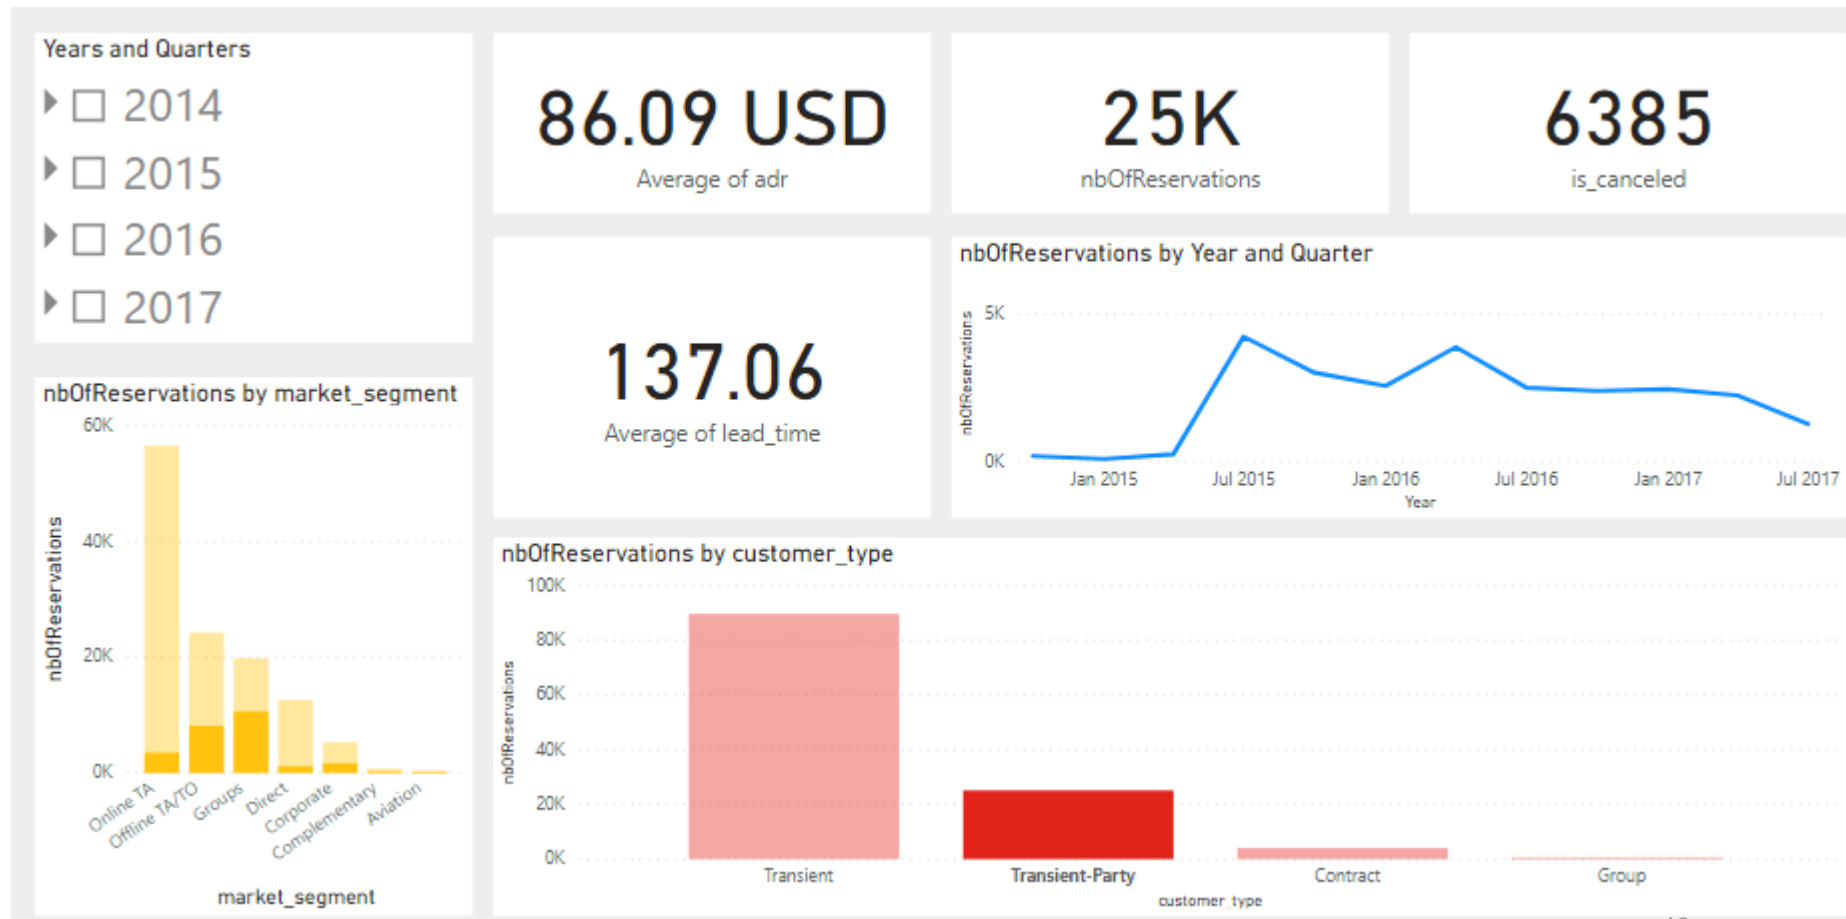 Years and Quarters
2014
2015
2016
2017
86.09 USD
Average of adr
25K
nbOfReservations
6385
is_canceled
137.06
Average of lead_time
nbOfReservations by Year and Quarter
nbOfReservations
5K
0K
Jan 2015
Jul 2015
Jan 2016
Jul 2016
Jan 2017
Jul 2017
Year
nbOfReservations by market_segment
nbOfReservations
60K
40K
20K
0K
Online TA
Offline TA/TO
Groups
Direct
Corporate
Complementary
Aviation
market_segment
nbOfReservations by customer_type
nbOfReservations
100K
80K
60K
40K
20K
0K
Transient
Transient-Party
Contract
Group
customer_type